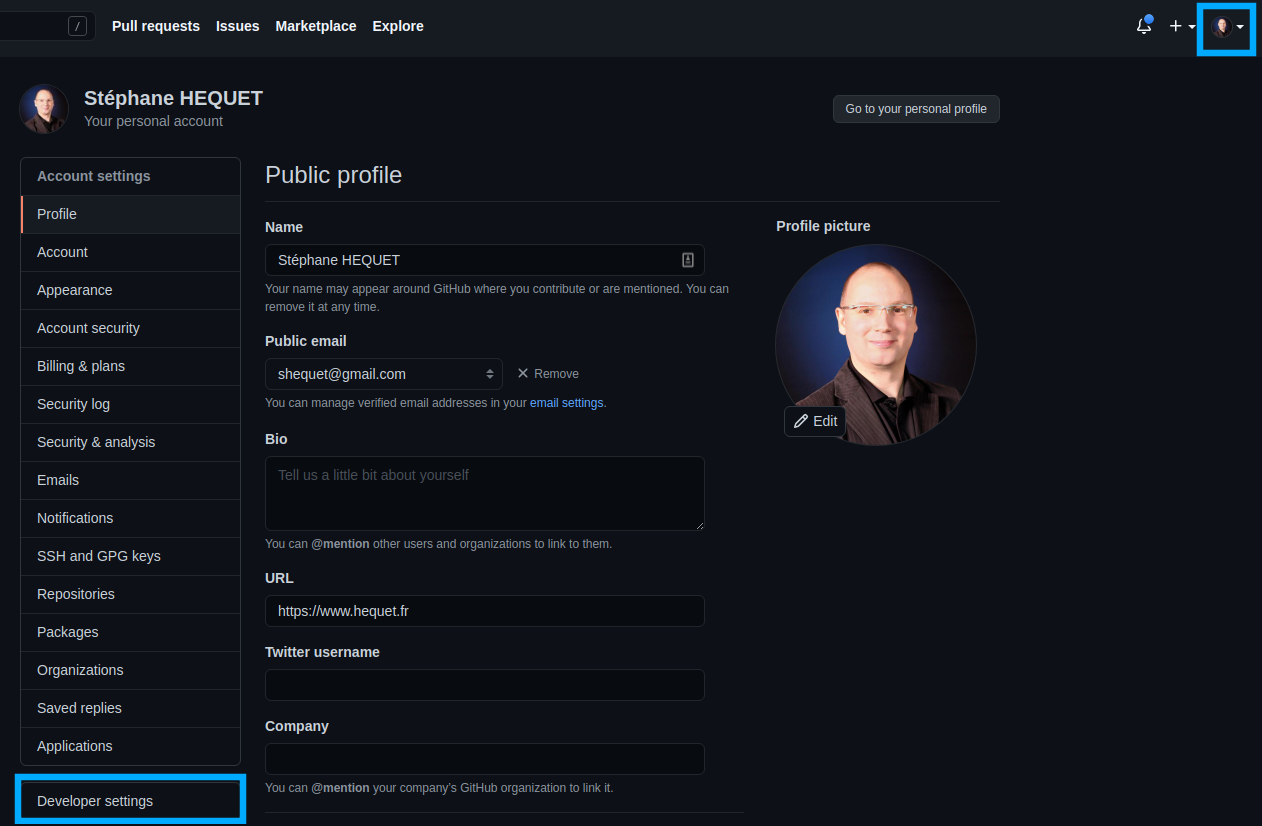 / Pull requests Issues Marketplace Explore
Stéphane HEQUET
Your personal account
Go to your personal profile
Account settings
Profile
Account
Appearance
Account security
Billing & plans
Security log
Security & analysis
Emails
Notifications
SSH and GPG keys
Repositories
Packages
Organizations
Saved replies
Applications
Developer settings
Public profile
Name
Stéphane HEQUET
Your name may appear around GitHub where you contribute or are mentioned. You can
remove it at any time.
Public email
shequet@gmail.com
Remove
You can manage verified email addresses in your email settings.
Bio
Tell us a little bit about yourself
You can @mention other users and organizations to link to them.
URL
https://www.hequet.fr
Twitter username
Company
You can @mention your company's GitHub organization to link it.
Profile picture
Edit